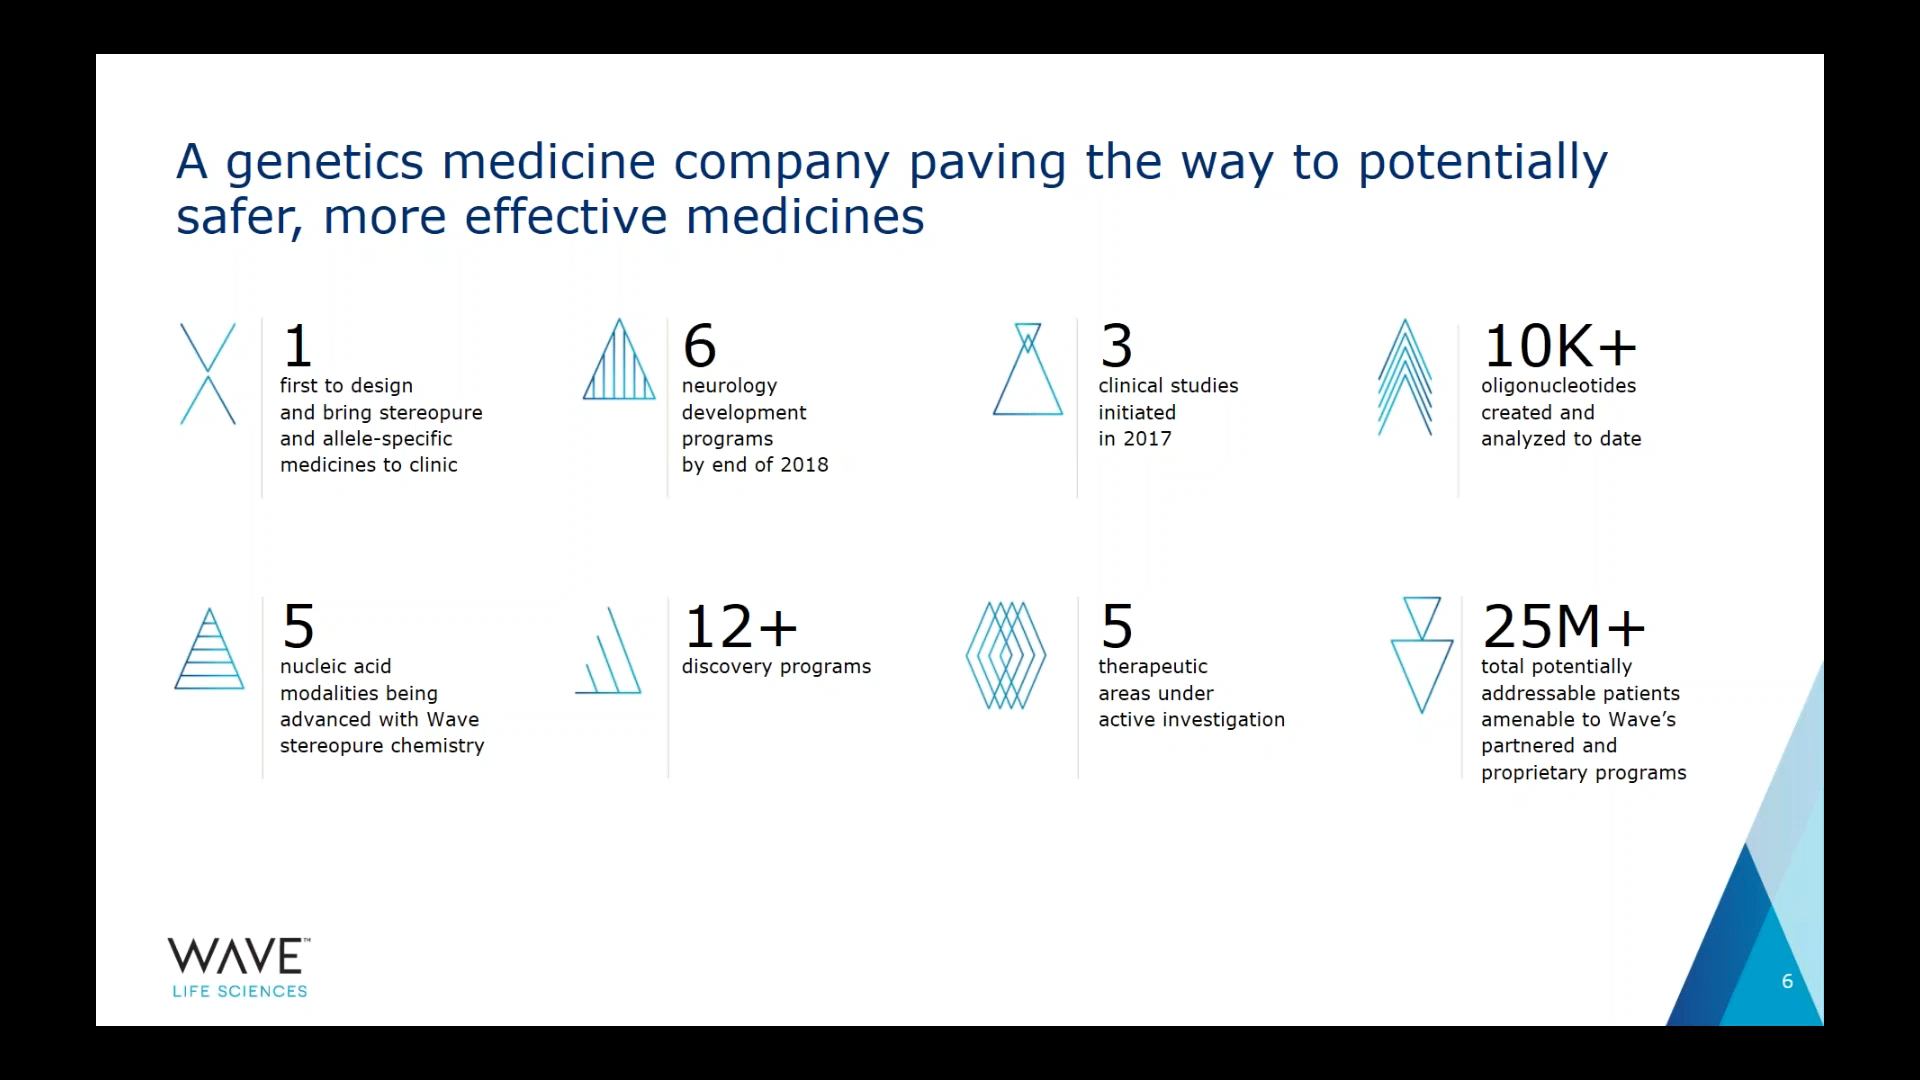 A genetics medicine company paving the way to potentially
safer, more effective medicines
1
first to design
and bring stereopure
and allele-specific
medicines to clinic
6
neurology
development
programs
by end of 2018
3
clinical studies
initiated
in 2017
10K+
oligonucleotides
created and
analyzed to date
5
nucleic acid
modalities being
advanced with Wave
stereopure chemistry
12+
discovery programs
5
therapeutic
areas under
active investigation
25M+
total potentially
addressable patients
amenable to Wave’s
partnered and
proprietary programs
WAVE™
LIFE SCIENCES
6